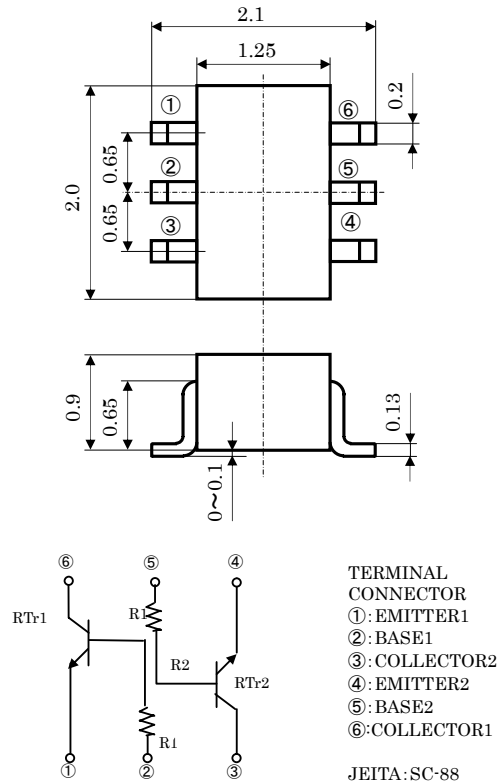 2.1
1.25
①
⑥
0.2
0.65
②
⑤
2.0
0.65
③
④
0.9
0.65
0.13
0~0.1
⑥
⑤
④
RTr1
R1
R2
RTr2
R1
①
②
③
TERMINAL
CONNECTOR
①:EMITTER1
②:BASE1
③:COLLECTOR2
④:EMITTER2
⑤:BASE2
⑥:COLLECTOR1
JEITA:SC-88